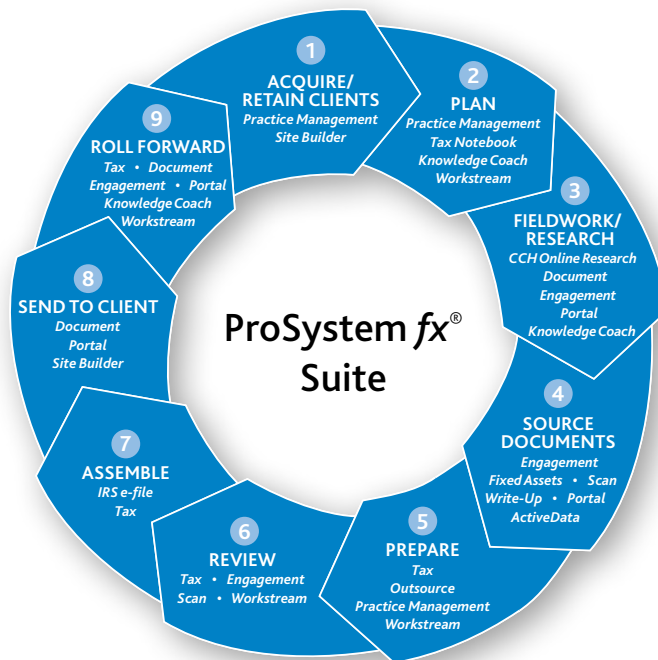 1
ACQUIRE/
RETAIN CLIENTS
Practice Management
Site Builder
2
PLAN
Practice Management
Tax Notebook
Knowledge Coach
Workstream
3
FIELDWORK/
RESEARCH
CCH Online Research
Document
Engagement
Portal
Knowledge Coach
4
SOURCE
DOCUMENTS
Engagement
Fixed Assets • Scan
Write-Up • Portal
ActiveData
5
PREPARE
Tax
Outsource
Practice Management
Workstream
6
REVIEW
Tax • Engagement
Scan • Workstream
7
ASSEMBLE
IRS e-file
Tax
8
SEND TO CLIENT
Document
Portal
Site Builder
9
ROLL FORWARD
Tax • Document
Engagement • Portal
Knowledge Coach
Workstream
ProSystem fx®
Suite